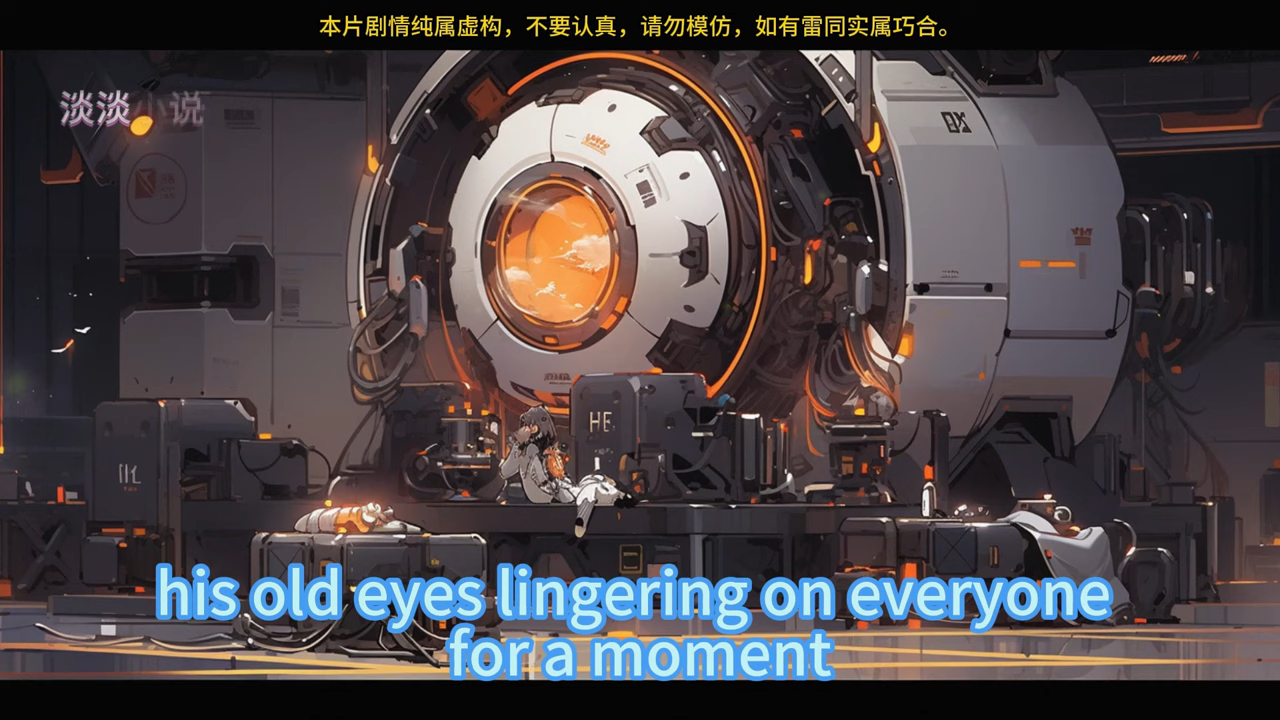 本片剧情纯属虚构，不要认真，请勿模仿，如有雷同实属巧合。
淡淡小说
HE
his old eyes lingering on everyone
for a moment